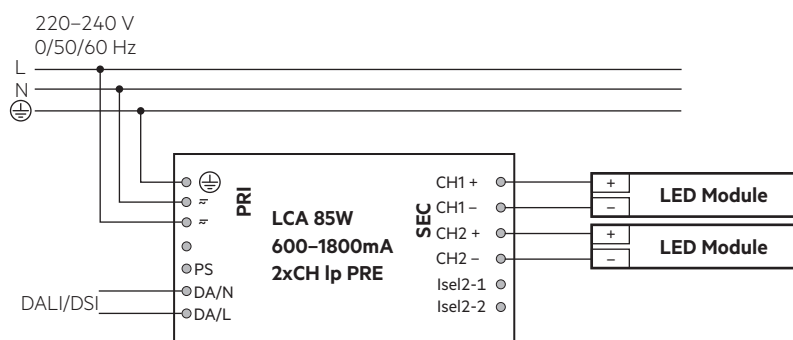 220–240 V
0/50/60 Hz
L
N
PRI
≂
≂
PS
DA/N
DA/L
DALI/DSI
LCA 85W
600–1800mA
2xCH lp PRE
SEC
CH1 +
CH1 –
CH2 +
CH2 –
Isel2-1
Isel2-2
+
–
LED Module
+
–
LED Module